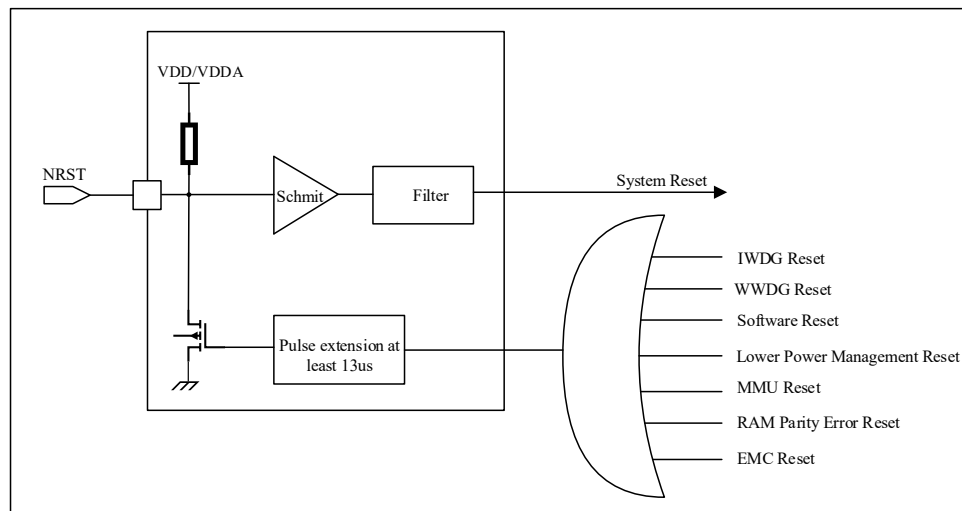 VDD/VDDA
NRST
Schmit
Filter
System Reset
IWDG Reset
WWDG Reset
Software Reset
Pulse extension at
least 13us
Lower Power Management Reset
MMU Reset
RAM Parity Error Reset
EMC Reset